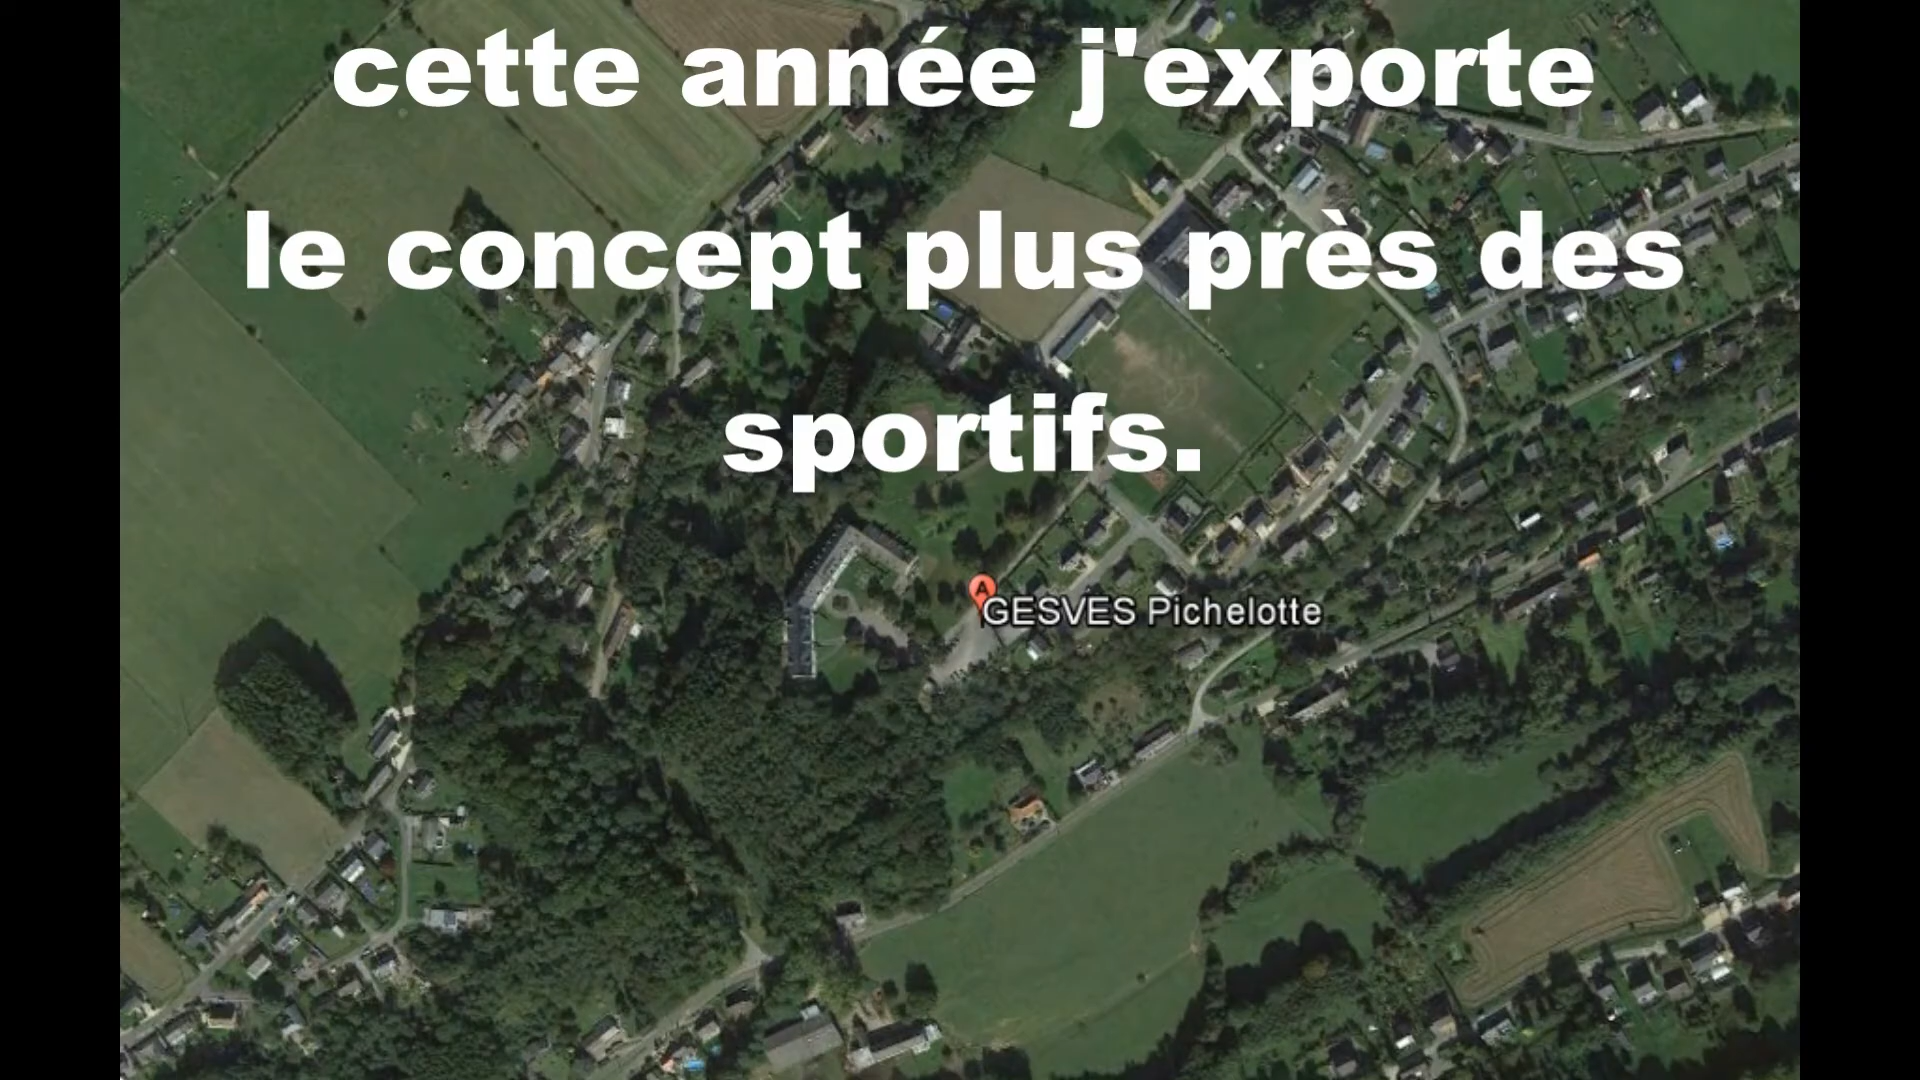 cette année j'exporte
le concept plus près des
sportifs.
A
GESVES Pichelotte